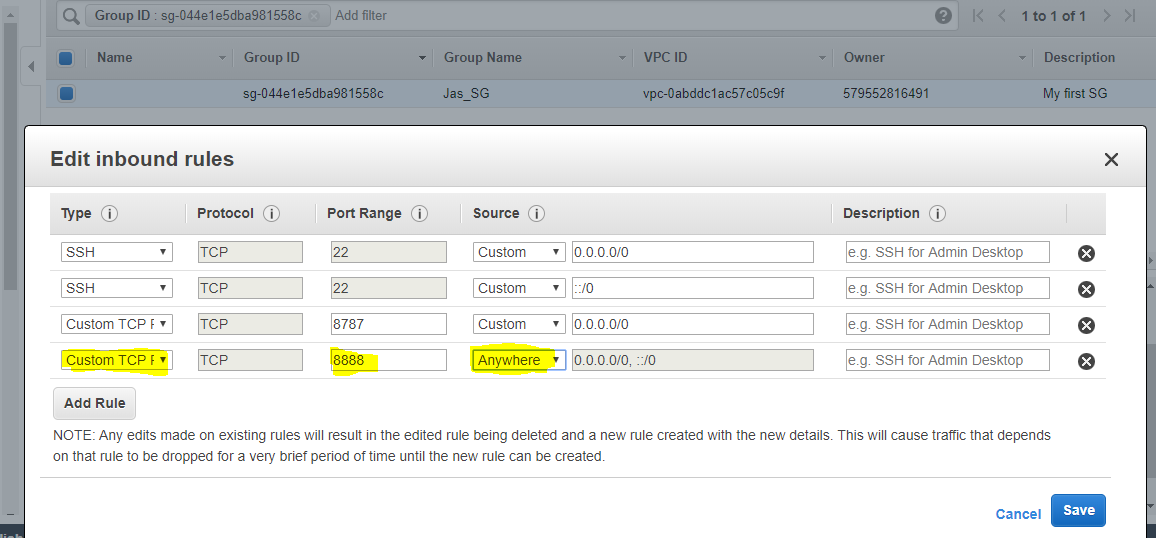 Group ID : sg-044e1e5dba981558c Add filter 1 to 1 of 1
Name Group ID Group Name VPC ID Owner Description
sg-044e1e5dba981558c Jas_SG vpc-0abddc1ac57c05c9f 579552816491 My first SG
Edit inbound rules
Type Protocol Port Range Source Description
SSH TCP 22 Custom 0.0.0.0/0 e.g. SSH for Admin Desktop
SSH TCP 22 Custom ::/0 e.g. SSH for Admin Desktop
Custom TCP TCP 8787 Custom 0.0.0.0/0 e.g. SSH for Admin Desktop
Custom TCP TCP 8888 Anywhere 0.0.0.0/0, ::/0 e.g. SSH for Admin Desktop
Add Rule
NOTE: Any edits made on existing rules will result in the edited rule being deleted and a new rule created with the new details. This will cause traffic that depends
on that rule to be dropped for a very brief period of time until the new rule can be created.
Cancel Save